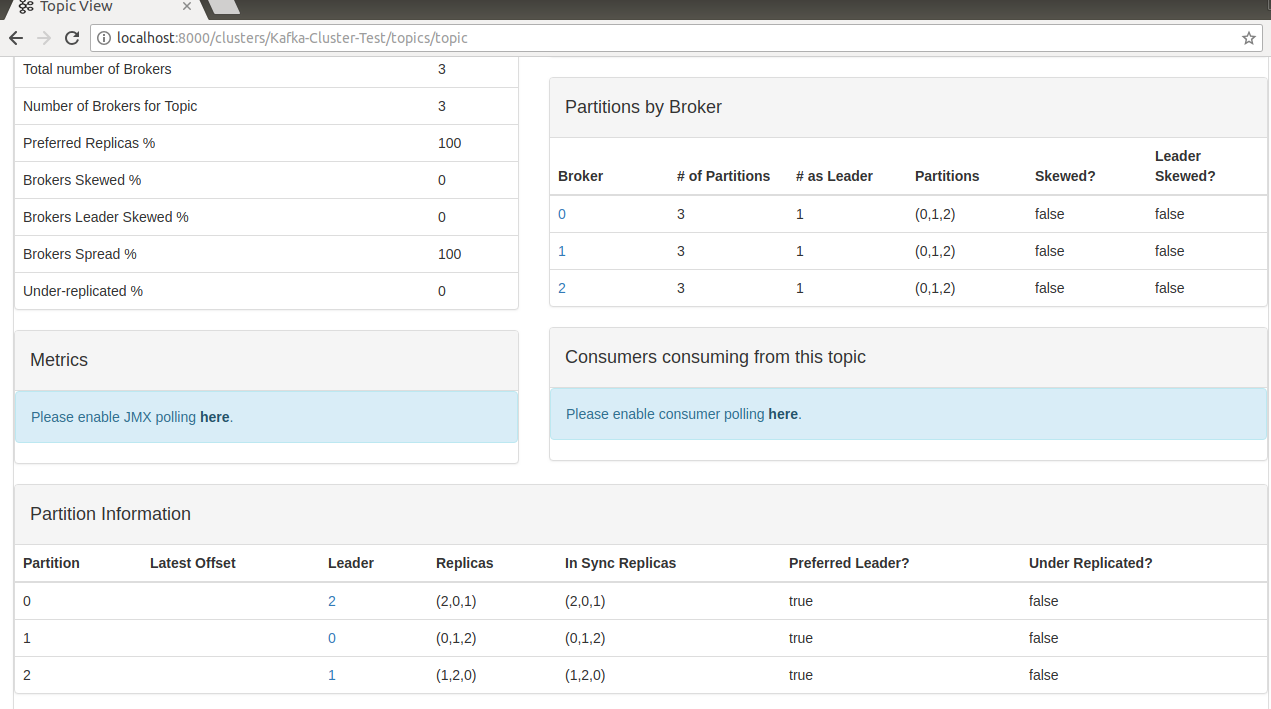 Topic View
localhost:8000/clusters/Kafka-Cluster-Test/topics/topic
Total number of Brokers 3
Number of Brokers for Topic 3
Preferred Replicas % 100
Brokers Skewed % 0
Brokers Leader Skewed % 0
Brokers Spread % 100
Under-replicated % 0
Metrics
Please enable JMX polling here.
Partitions by Broker
Broker # of Partitions # as Leader Partitions Skewed? Leader Skewed?
0 3 1 (0,1,2) false false
1 3 1 (0,1,2) false false
2 3 1 (0,1,2) false false
Consumers consuming from this topic
Please enable consumer polling here.
Partition Information
Partition Latest Offset Leader Replicas In Sync Replicas Preferred Leader? Under Replicated?
0 2 (2,0,1) (2,0,1) true false
1 0 (0,1,2) (0,1,2) true false
2 1 (1,2,0) (1,2,0) true false